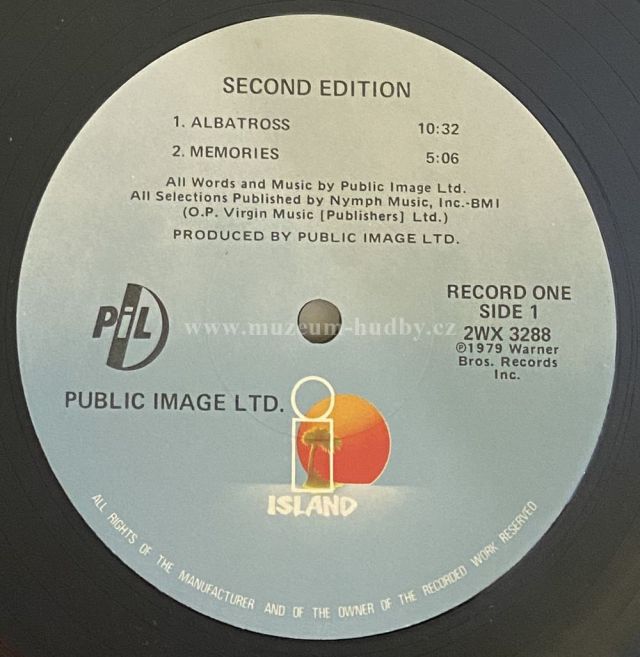 SECOND EDITION
1. ALBATROSS 10:32
2. MEMORIES 5:06
All Words and Music by Public Image Ltd.
All Selections Published by Nymph Music, Inc.-BMI
(O.P. Virgin Music [Publishers] Ltd.)
PRODUCED BY PUBLIC IMAGE LTD.
RECORD ONE
SIDE 1
2WX 3288
℗1979 Warner
Bros. Records
Inc.
PiL
www.muzeum-hudby.cz
PUBLIC IMAGE LTD.
i
ISLAND
ALL RIGHTS OF THE MANUFACTURER AND OF THE OWNER OF THE RECORDED WORK RESERVED